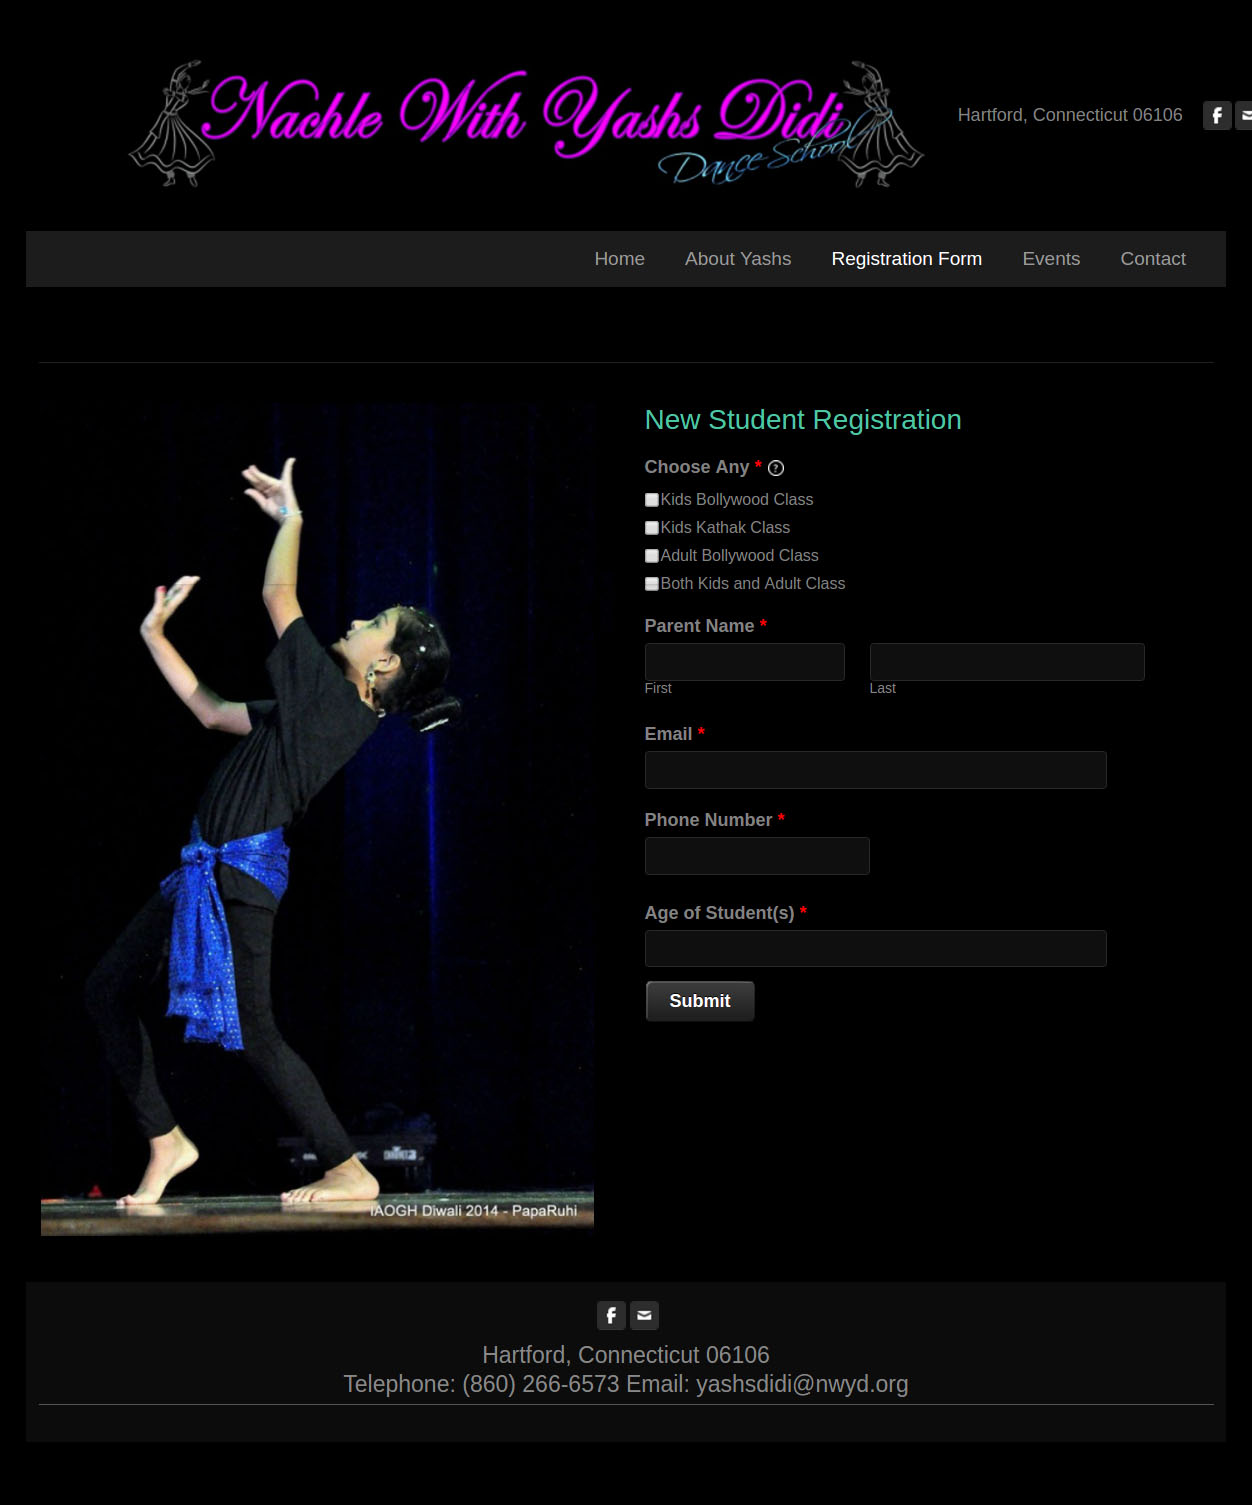 Nachle With Yashs Didi
Dance School
Hartford, Connecticut 06106
Home About Yashs Registration Form Events Contact
New Student Registration
Choose Any * ?
Kids Bollywood Class
Kids Kathak Class
Adult Bollywood Class
Both Kids and Adult Class
Parent Name *
First Last
Email *
Phone Number *
Age of Student(s) *
Submit
IAOGH Diwali 2014 - PapaRuhi
Hartford, Connecticut 06106
Telephone: (860) 266-6573 Email: yashsdidi@nwyd.org